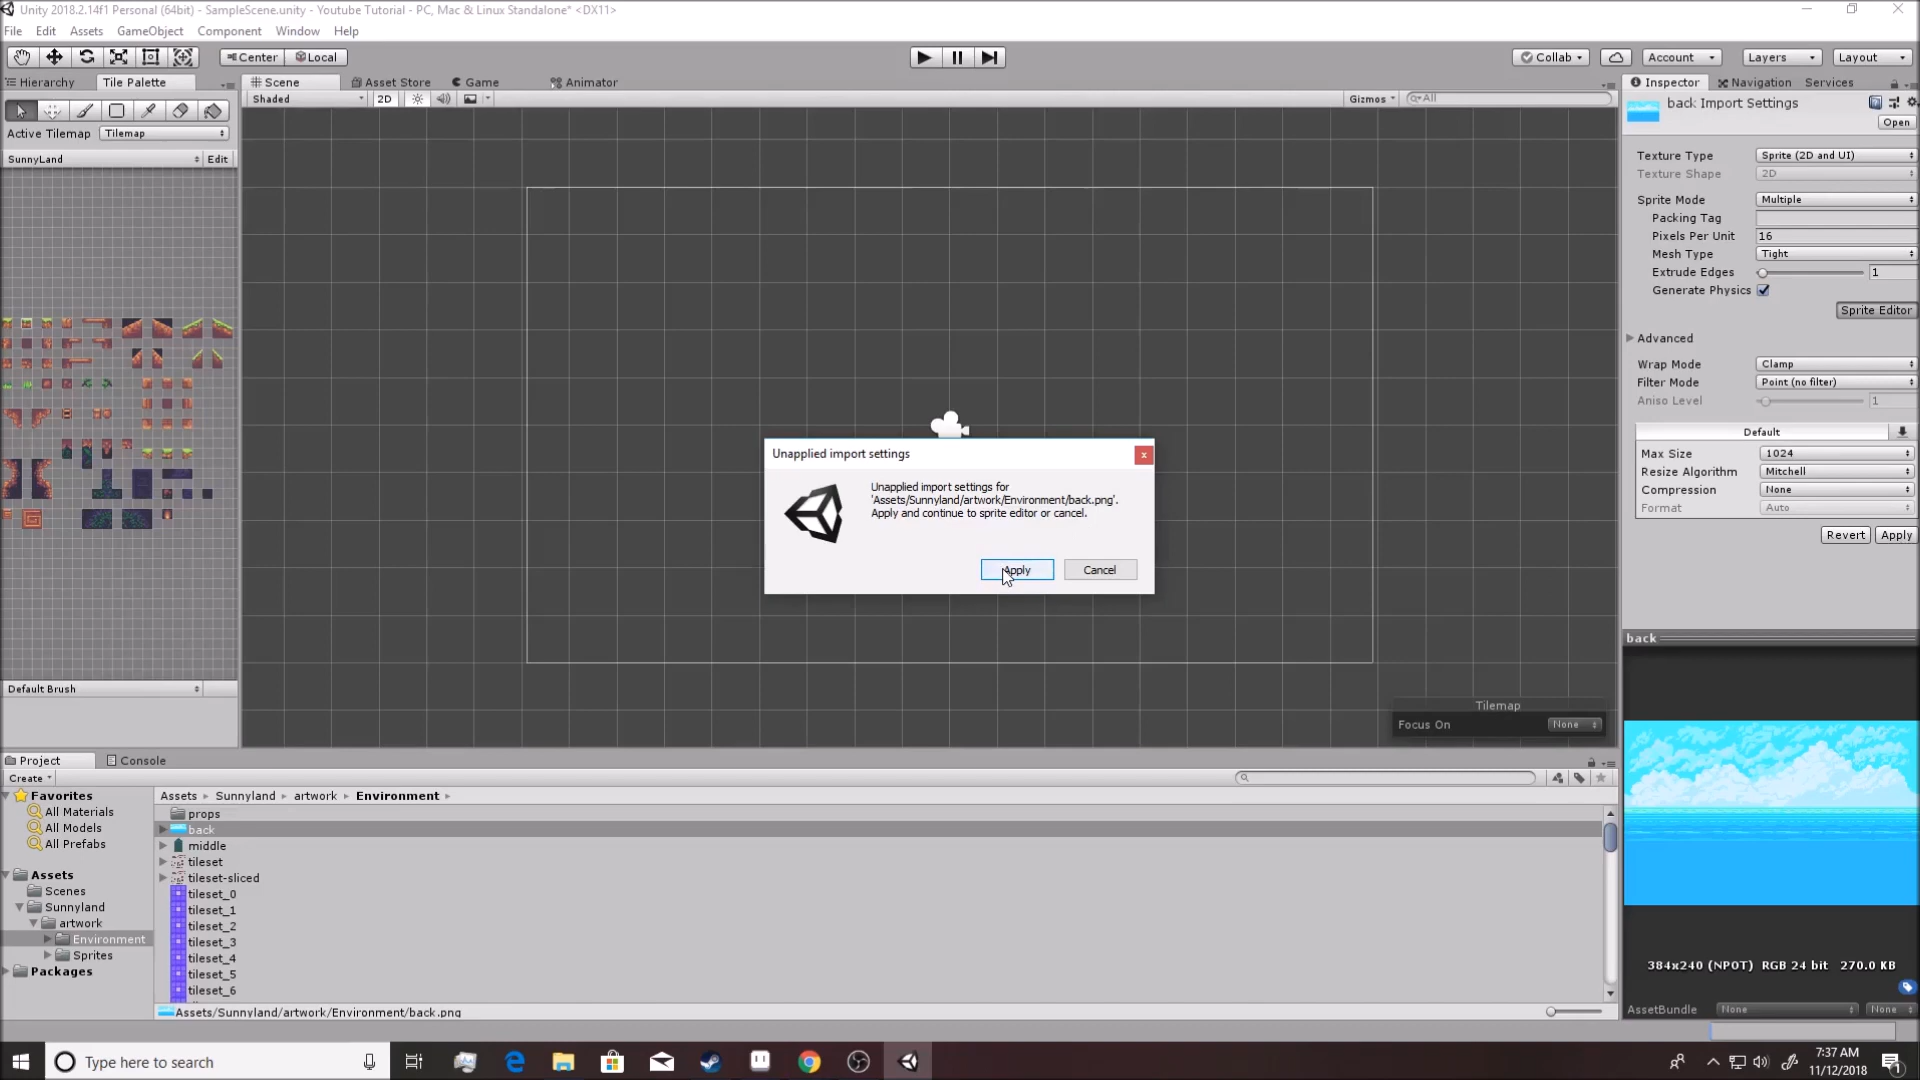 Unity 2018.2.14f1 Personal (64bit) - SampleScene.unity - Youtube Tutorial - PC, Mac & Linux Standalone* <DX11>
File Edit Assets GameObject Component Window Help
Center Local Collab Account Layers Layout
Hierarchy Tile Palette Scene Asset Store Game Animator Inspector Navigation Services
Shaded 2D Gizmos All
back Import Settings
Open
Active Tilemap Tilemap
SunnyLand Edit
Texture Type Sprite (2D and UI)
Texture Shape 2D
Sprite Mode Multiple
Packing Tag
Pixels Per Unit 16
Mesh Type Tight
Extrude Edges 1
Generate Physics
Sprite Editor
Advanced
Wrap Mode Clamp
Filter Mode Point (no filter)
Aniso Level 1
Default
Max Size 1024
Resize Algorithm Mitchell
Compression None
Format Auto
Revert Apply
Unapplied import settings
x
Unapplied import settings for
'Assets/Sunnyland/artwork/Environment/back.png'.
Apply and continue to sprite editor or cancel.
Apply Cancel
back
Default Brush
Tilemap
Focus On None
Project Console
Create
Favorites
All Materials
All Models
All Prefabs
Assets
Scenes
Sunnyland
artwork
Environment
Sprites
Packages
Assets Sunnyland artwork Environment
props
back
middle
tileset
tileset-sliced
tileset_0
tileset_1
tileset_2
tileset_3
tileset_4
tileset_5
tileset_6
Assets/Sunnyland/artwork/Environment/back.png
384x240 (NPOT) RGB 24 bit 270.0 KB
AssetBundle None None
Type here to search
7:37 AM
11/12/2018
1